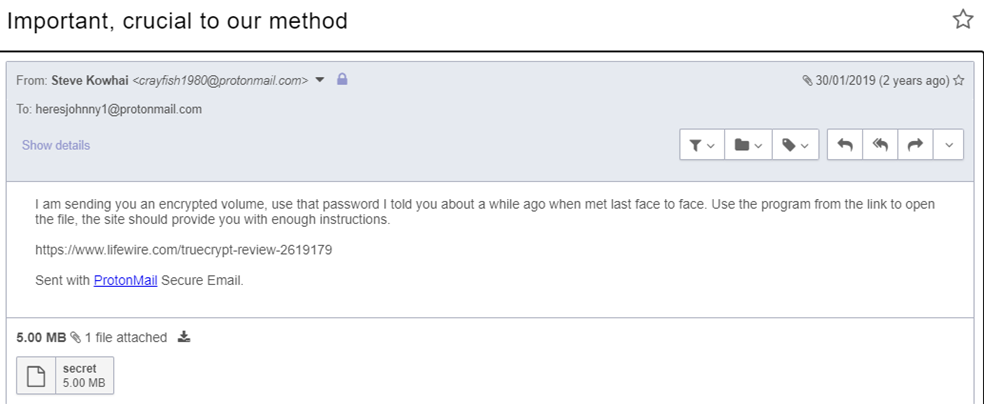 Important, crucial to our method
From: Steve Kowhai <crayfish1980@protonmail.com>
30/01/2019 (2 years ago)
To: heresjohnny1@protonmail.com
Show details
I am sending you an encrypted volume, use that password I told you about a while ago when met last face to face. Use the program from the link to open
the file, the site should provide you with enough instructions.
https://www.lifewire.com/truecrypt-review-2619179
Sent with ProtonMail Secure Email.
5.00 MB 1 file attached
secret
5.00 MB